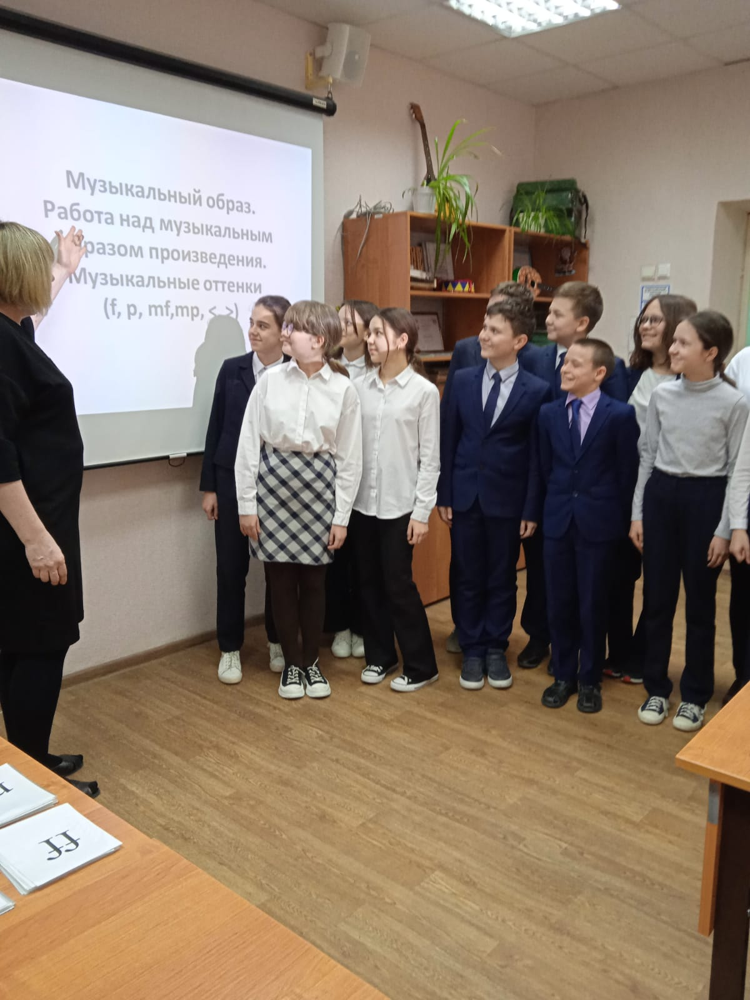 Музыкальный образ.
Работа над музыкальным
разом произведения.
Музыкальные оттенки
(f, p, mf,mp, <, >)
ff